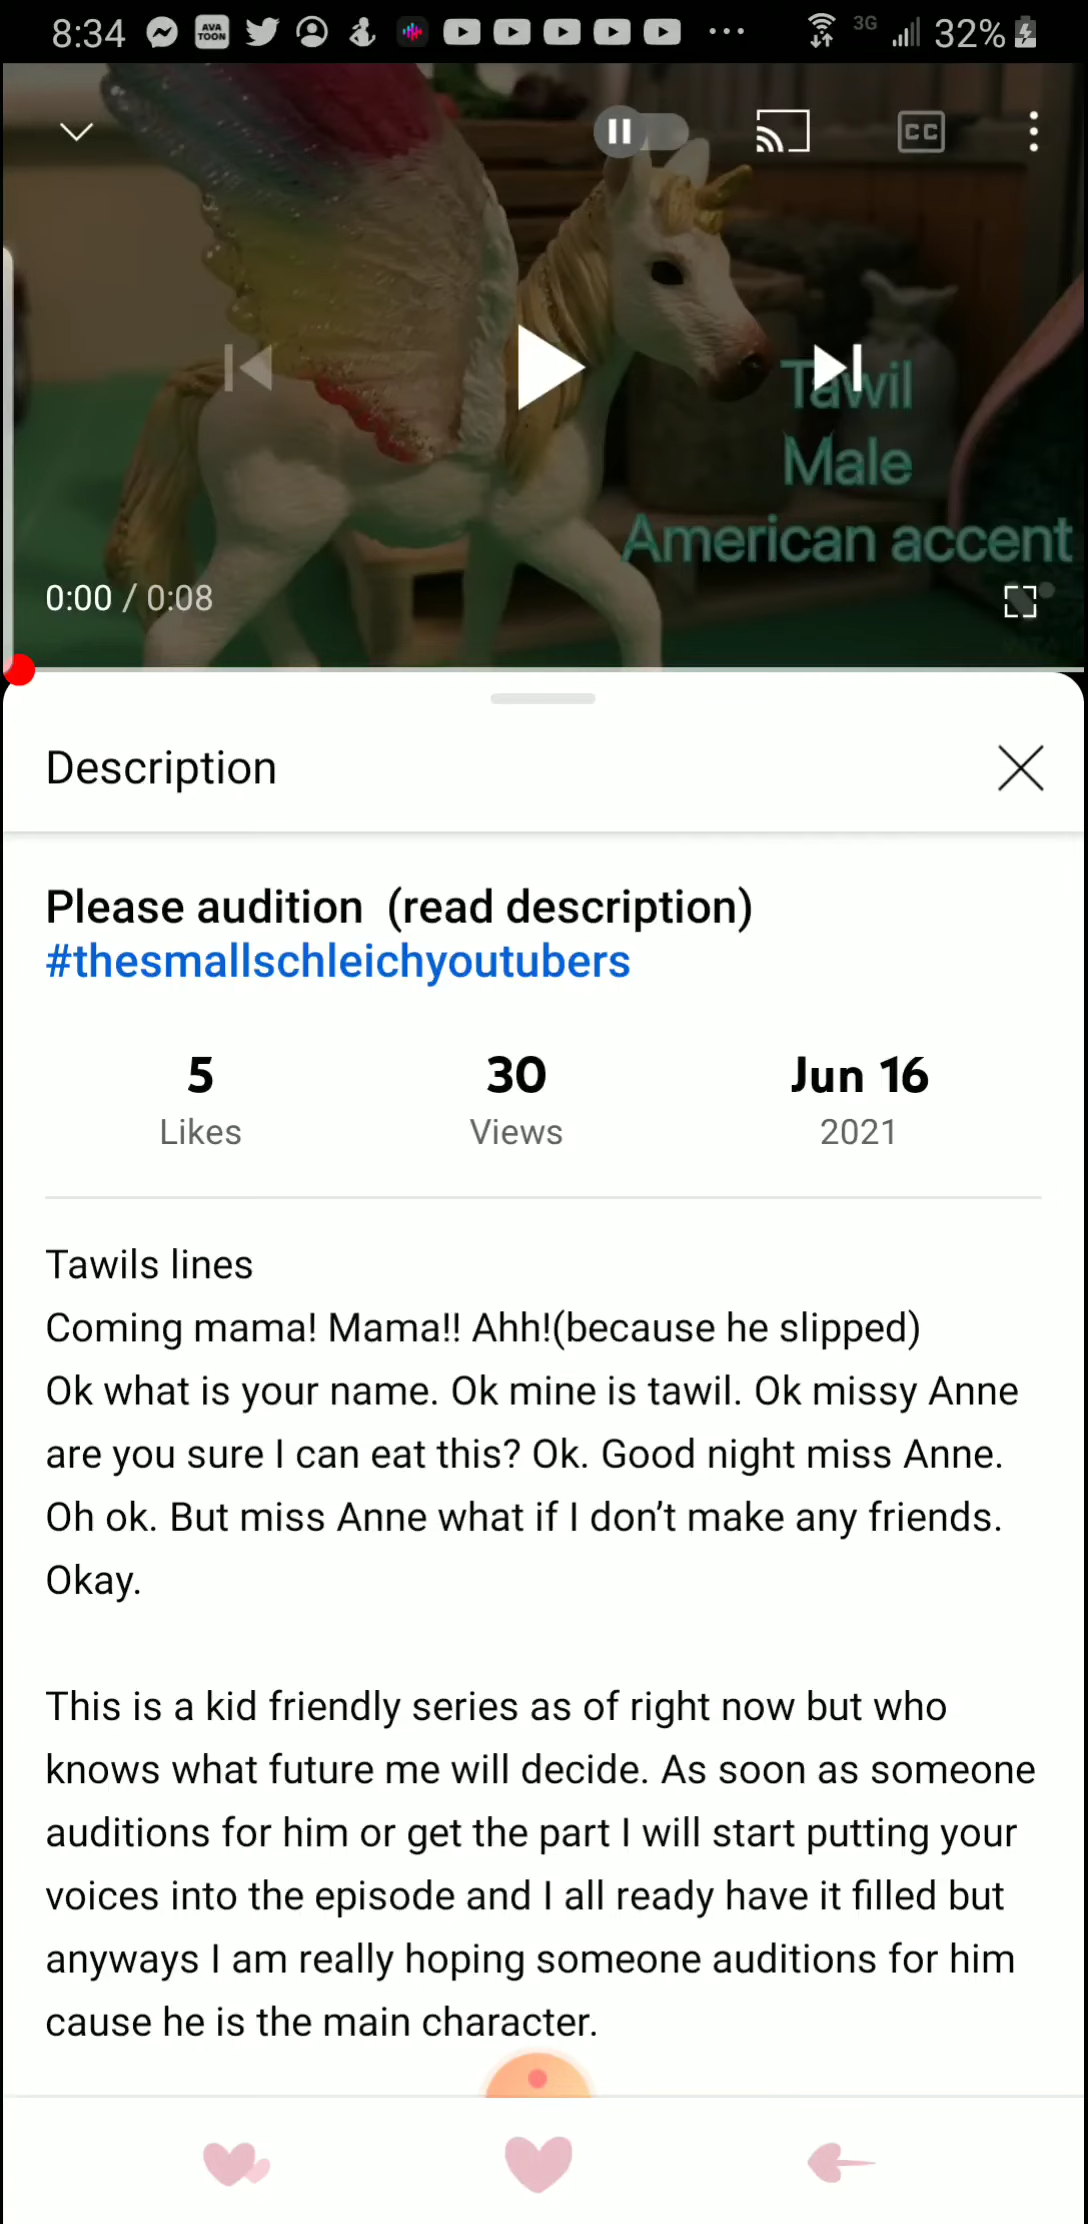 8:34
AVA
TOON
3G
32%
CC
Tawil
Male
American accent
0:00 / 0:08
Description
Please audition (read description)
#thesmallschleichyoutubers
5
30
Jun 16
Likes
Views
2021
Tawils lines
Coming mama! Mama!! Ahh!(because he slipped)
Ok what is your name. Ok mine is tawil. Ok missy Anne
are you sure I can eat this? Ok. Good night miss Anne.
Oh ok. But miss Anne what if I don’t make any friends.
Okay.
This is a kid friendly series as of right now but who
knows what future me will decide. As soon as someone
auditions for him or get the part I will start putting your
voices into the episode and I all ready have it filled but
anyways I am really hoping someone auditions for him
cause he is the main character.